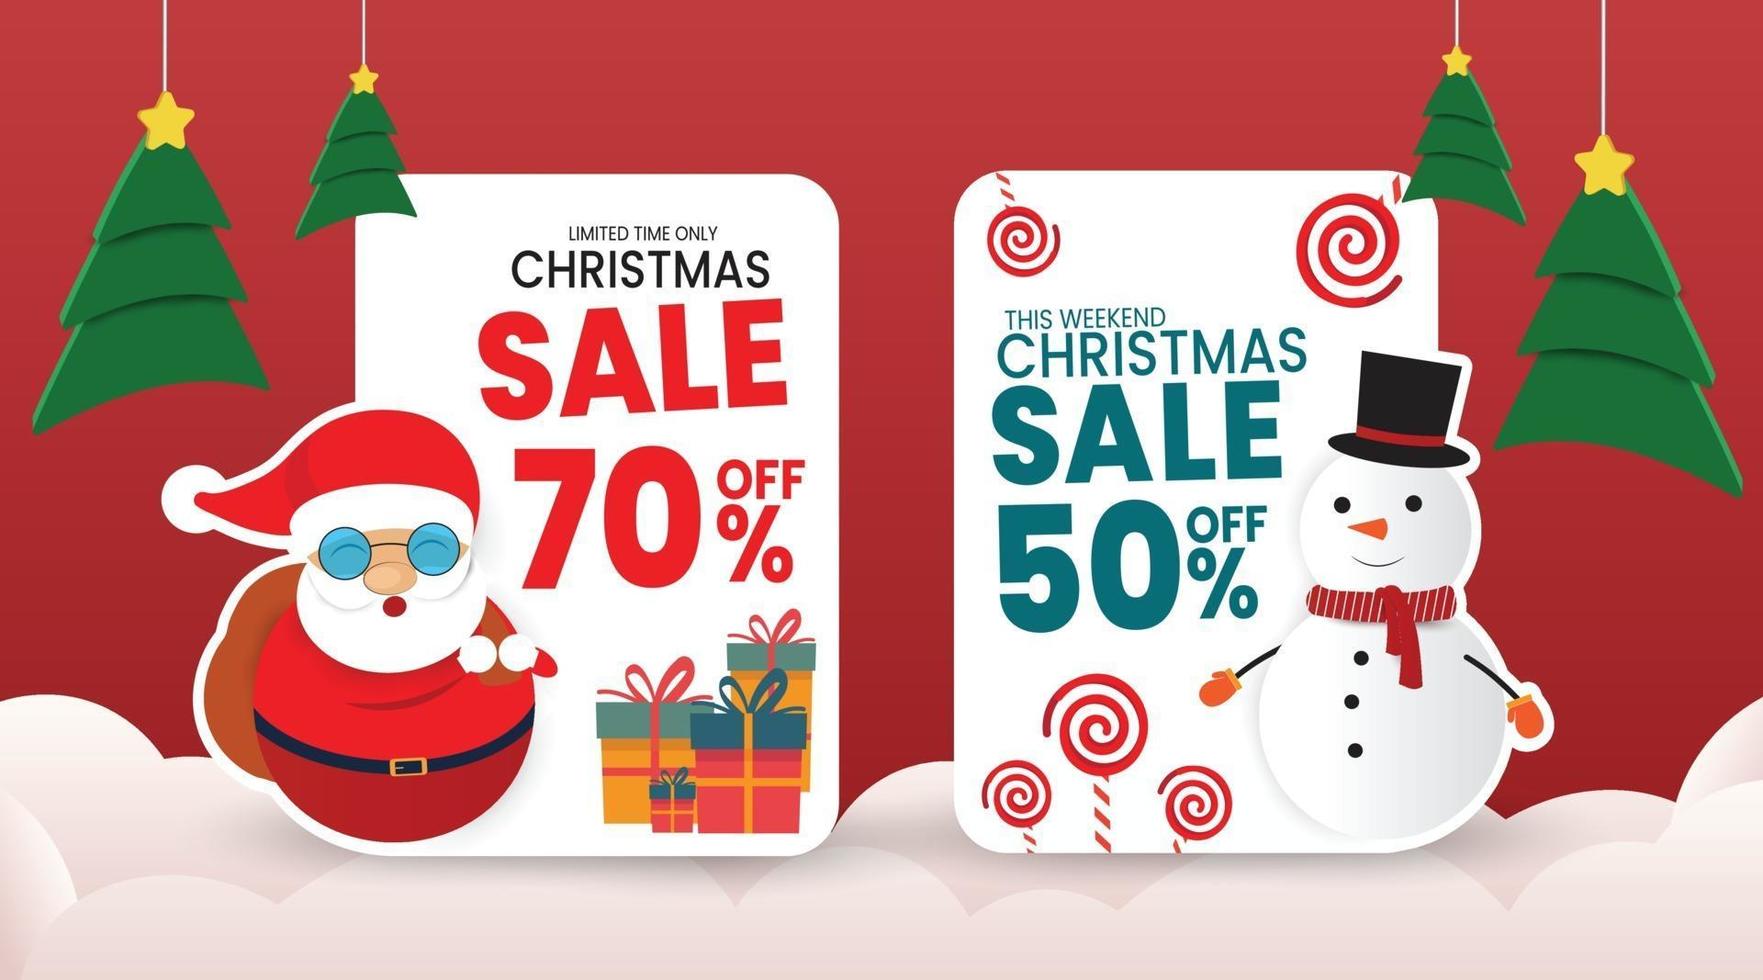 LIMITED TIME ONLY
CHRISTMAS
SALE
70% OFF
THIS WEEKEND
CHRISTMAS
SALE
50% OFF